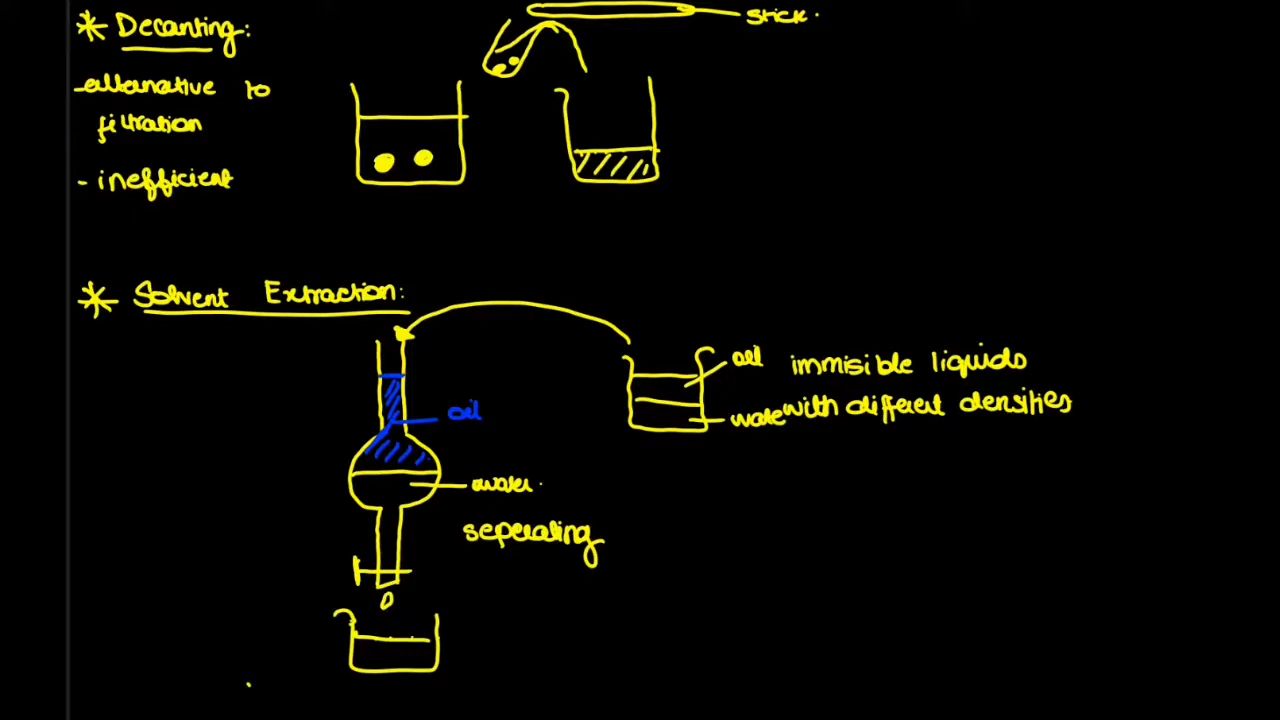 * Decanting:
stick.
-alternative to
filtration
- inefficient
* Solvent Extraction:
oil immisible liquids
water with different densities
oil
water
seperating